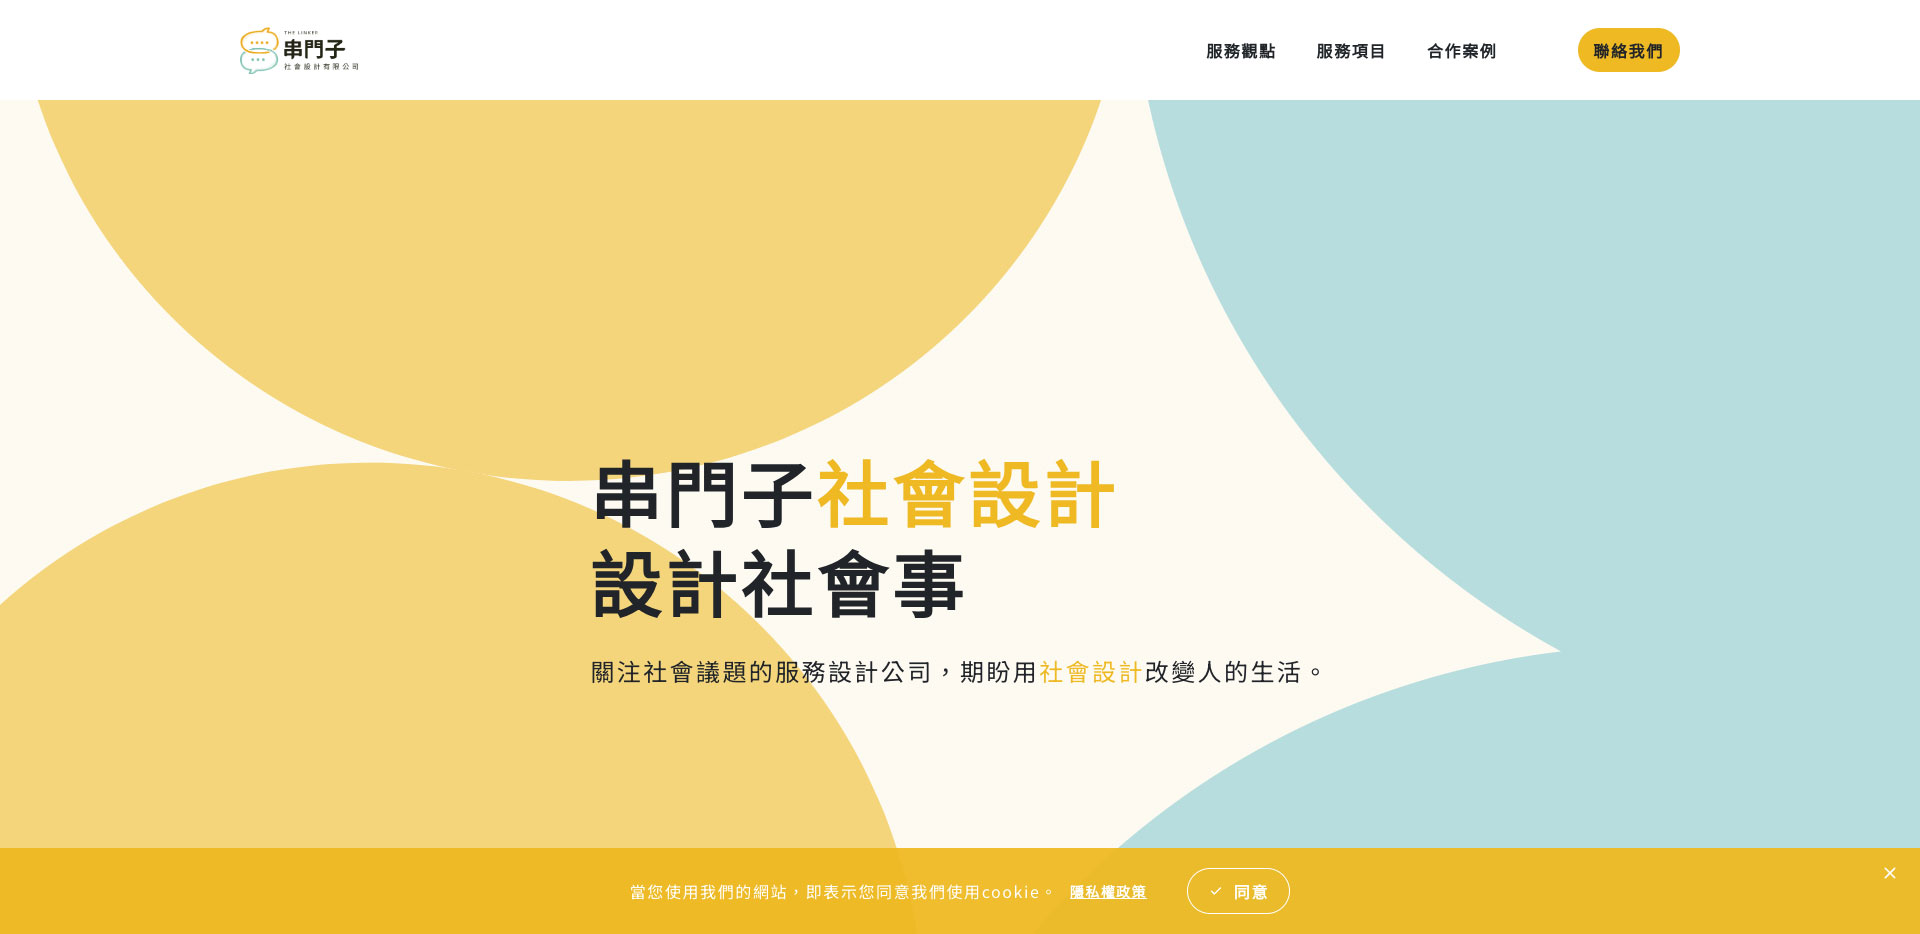 THE LINKER
串門子
社會設計有限公司
服務觀點
服務項目
合作案例
聯絡我們
串門子社會設計
設計社會事
關注社會議題的服務設計公司，期盼用社會設計改變人的生活。
當您使用我們的網站，即表示您同意我們使用cookie。 隱私權政策
同意